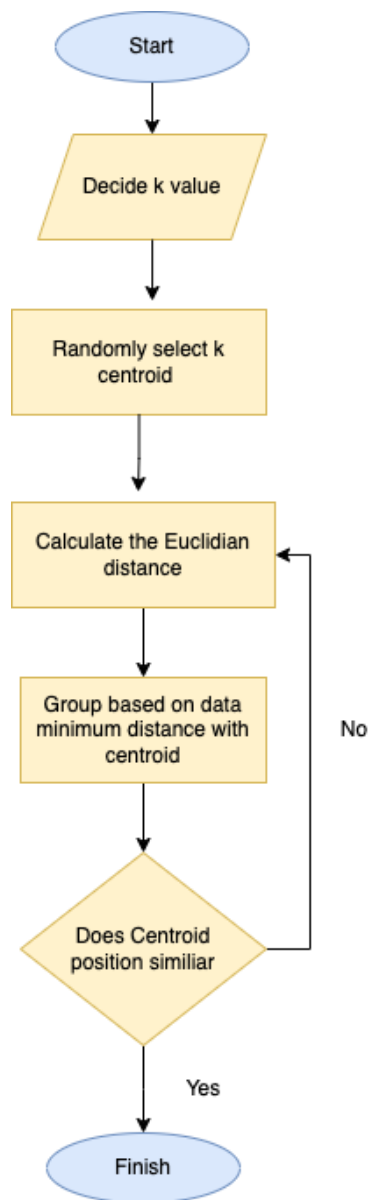 Start
Decide k value
Randomly select k
centroid
Calculate the Euclidian
distance
Group based on data
minimum distance with
centroid
No
Does Centroid
position similiar
Yes
Finish